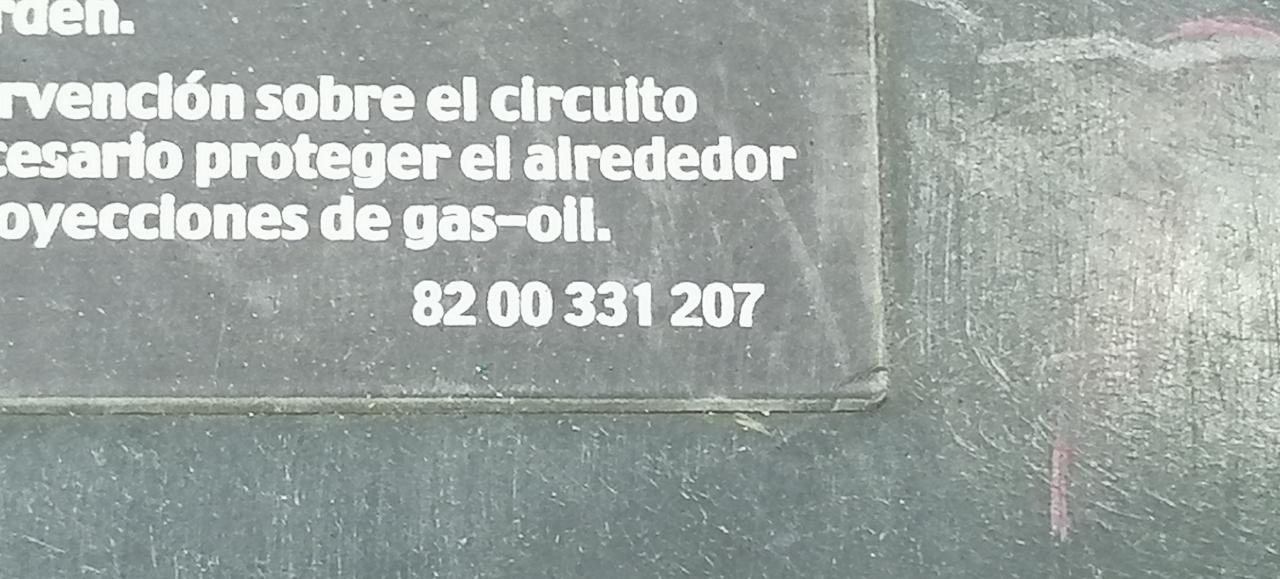 rden.
rvención sobre el circuito
cesario proteger el alrededor
oyecciones de gas-oil.
82 00 331 207